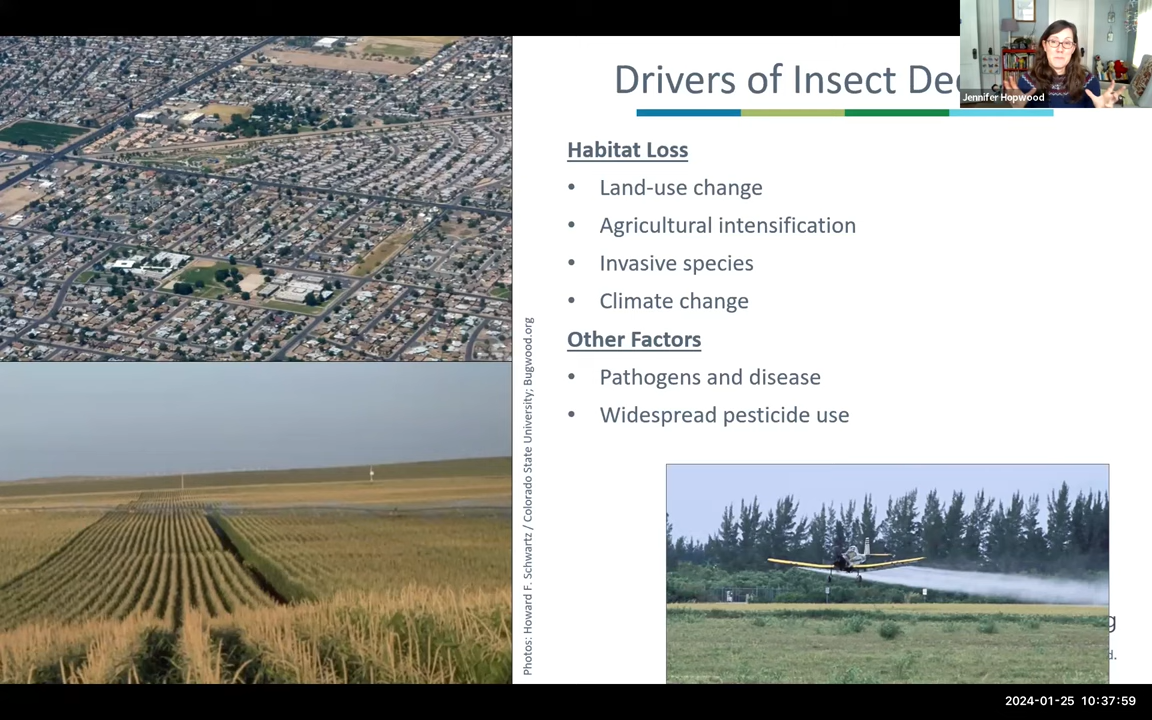 Drivers of Insect Dec
Jennifer Hopwood
Habitat Loss
• Land-use change
• Agricultural intensification
• Invasive species
• Climate change
Other Factors
• Pathogens and disease
• Widespread pesticide use
Photos: Howard F. Schwartz / Colorado State University; Bugwood.org
g
d.
2024-01-25 10:37:59